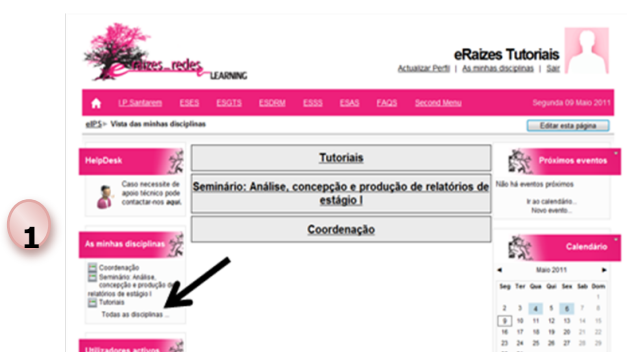 raizes...redes
eLEARNING
eRaizes Tutoriais
Actualizar Perfil | As minhas disciplinas | Sair
I.P.Santarem ESES ESGTS ESDRM ESSS ESAS FAQS Second Menu
Segunda 09 Maio 2011
eIPS> Vista das minhas disciplinas
Editar esta página
HelpDesk
Caso necessite de
apoio técnico pode
contactar-nos aqui.
1
As minhas disciplinas
Coordenação
Seminário: Análise,
concepção e produção de
relatórios de estágio I
Tutoriais
Todas as disciplinas ...
Utilizadores activos
Tutoriais
Seminário: Análise, concepção e produção de relatórios de
estágio I
Coordenação
Próximos eventos
Não há eventos próximos
Ir ao calendário...
Novo evento...
Calendário
◄ Maio 2011 ►
Seg Ter Qua Qui Sex Sab Dom
1
2 3 4 5 6 7 8
9 10 11 12 13 14 15
16 17 18 19 20 21 22
23 24 25 26 27 28 29